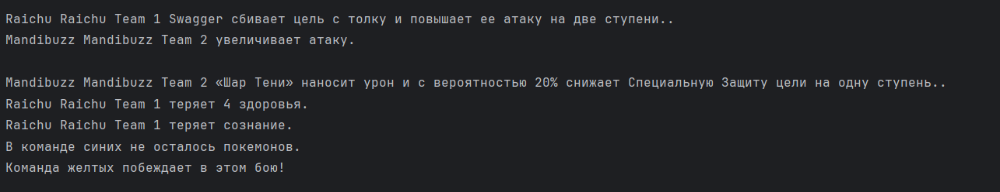 Raichu Raichu Team 1 Swagger сбивает цель с толку и повышает ее атаку на две ступени..
Mandibuzz Mandibuzz Team 2 увеличивает атаку.
Mandibuzz Mandibuzz Team 2 «Шар Тени» наносит урон и с вероятностью 20% снижает Специальную Защиту цели на одну ступень..
Raichu Raichu Team 1 теряет 4 здоровья.
Raichu Raichu Team 1 теряет сознание.
В команде синих не осталось покемонов.
Команда желтых побеждает в этом бою!